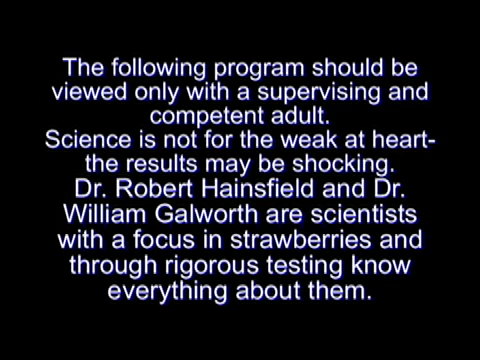 The following program should be
viewed only with a supervising and
competent adult.
Science is not for the weak at heart-
the results may be shocking.
Dr. Robert Hainsfield and Dr.
William Galworth are scientists
with a focus in strawberries and
through rigorous testing know
everything about them.